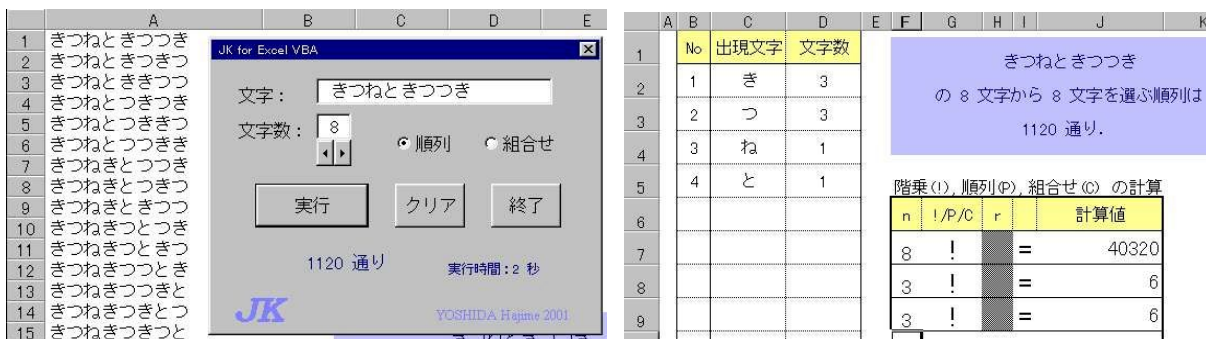 A B C D E
1 きつねときつつき
2 きつねときつきつ
3 きつねときさつつ
4 きつねとつきつき
5 きつねとつききつ
6 きつねとつつきき
7 きつねきとつつき
8 きつねきとつきつ
9 きつねきときつつ
10 きつねきつとつき
11 きつねきつときつ
12 きつねきつつとき
13 きつねきつつきと
14 きつねきつきとつ
15 きつねきつきつと
JK for Excel VBA
文字: きつねときつつき
文字数: 8
順列 組合せ
実行 クリア 終了
1120 通り 実行時間:2 秒
JK YOSHIDA Hajime 2001
A B C D E F G H I J K
1 No 出現文字 文字数
2 1 き 3
3 2 つ 3
4 3 ね 1
5 4 と 1
6
7
8
9
きつねときつつき
の 8 文字から 8 文字を選ぶ順列は
1120 通り.
階乗(!), 順列(P), 組合せ(C) の計算
n !/P/C r 計算値
8 ! = 40320
3 ! = 6
3 ! = 6